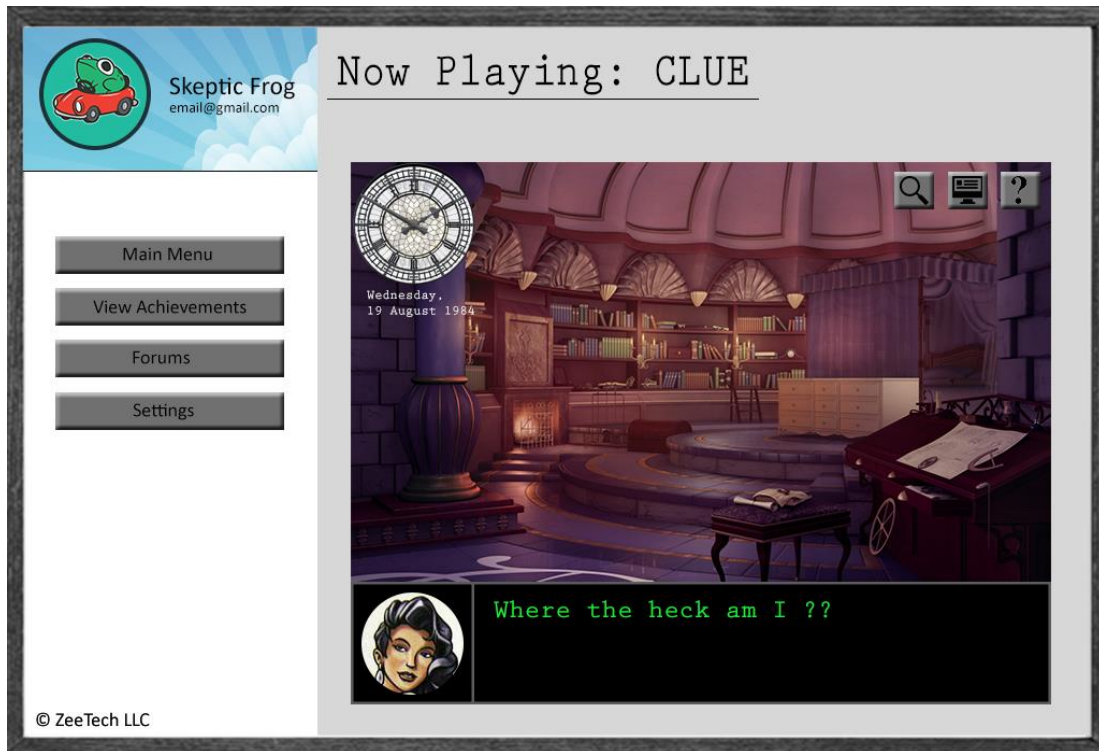 Skeptic Frog
email@gmail.com
Now Playing: CLUE
Main Menu
View Achievements
Forums
Settings
Wednesday,
19 August 1984
?
Where the heck am I ??
© ZeeTech LLC